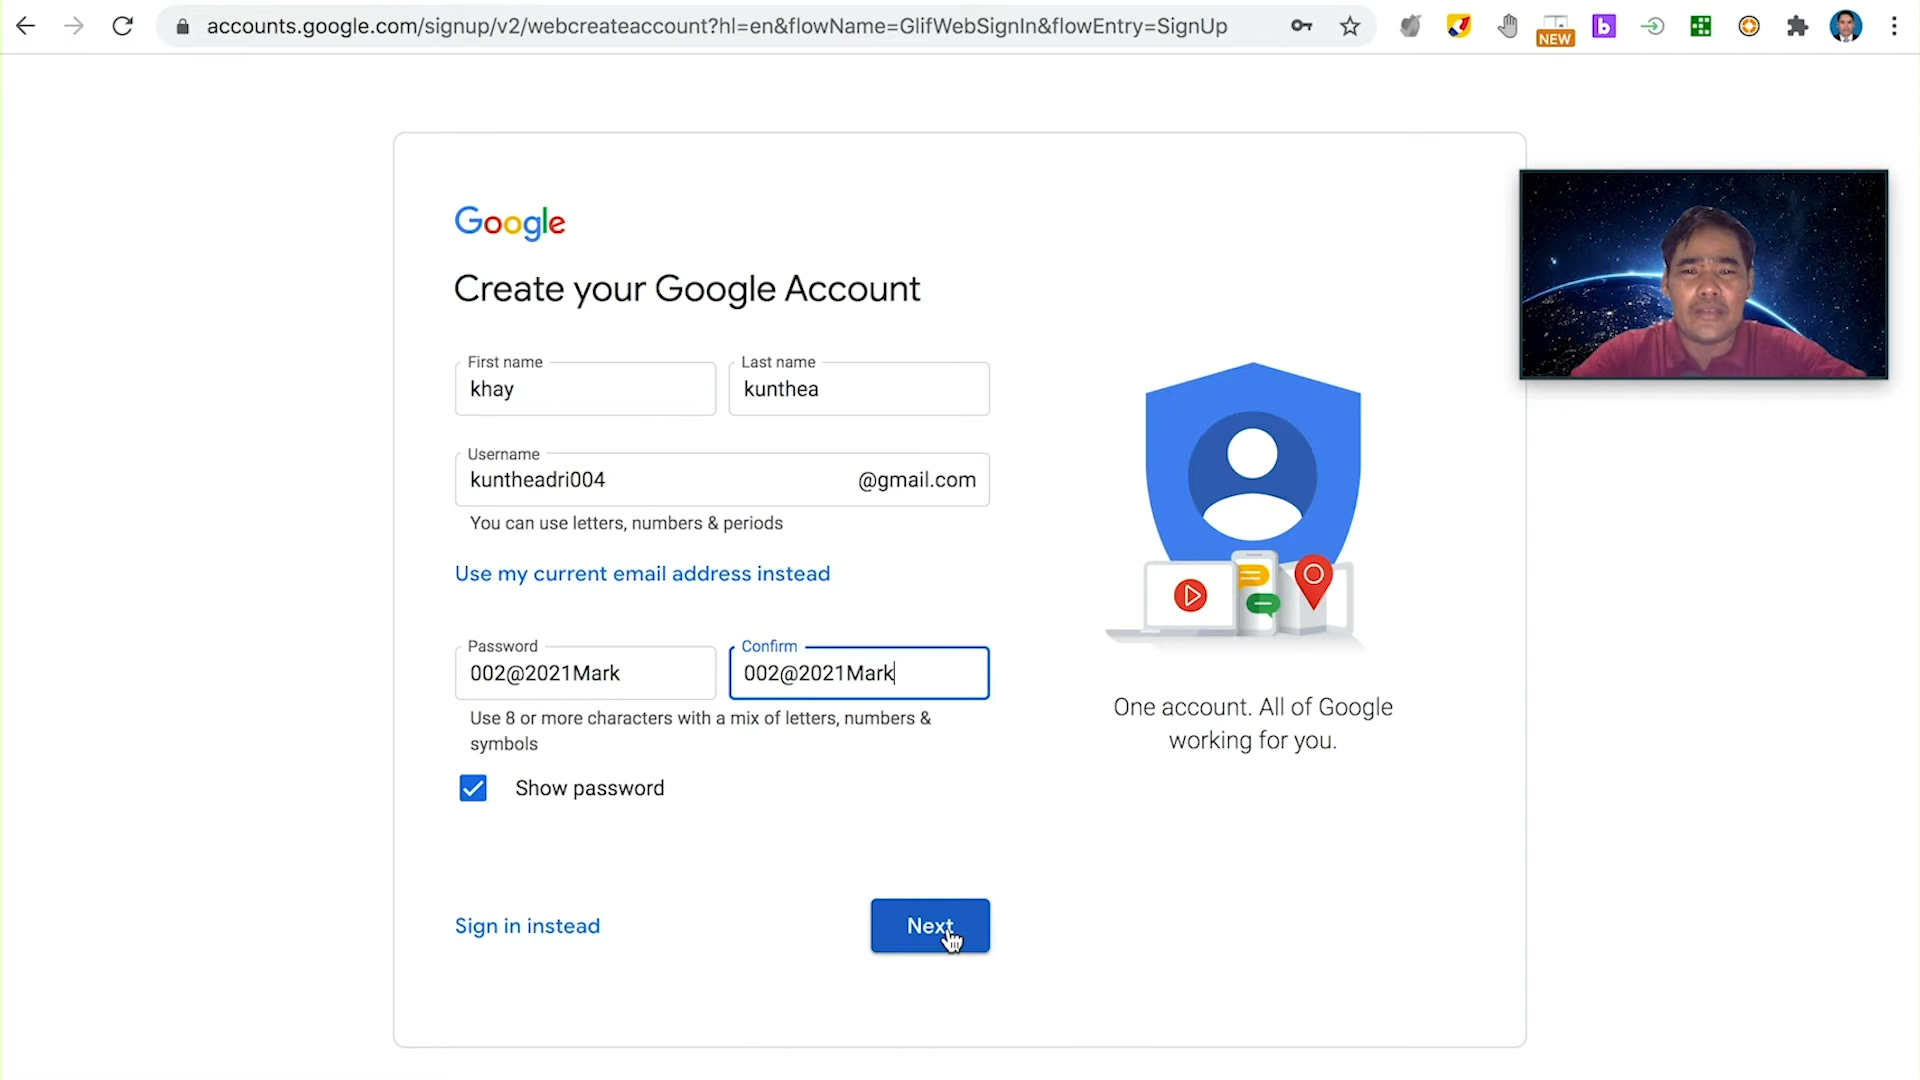 accounts.google.com/signup/v2/webcreateaccount?hl=en&flowName=GlifWebSignIn&flowEntry=SignUp
NEW
b
Google
Create your Google Account
First name
khay
Last name
kunthea
Username
kuntheadri004
@gmail.com
You can use letters, numbers & periods
Use my current email address instead
Password
002@2021Mark
Confirm
002@2021Mark
Use 8 or more characters with a mix of letters, numbers &
symbols
Show password
Sign in instead
Next
One account. All of Google
working for you.